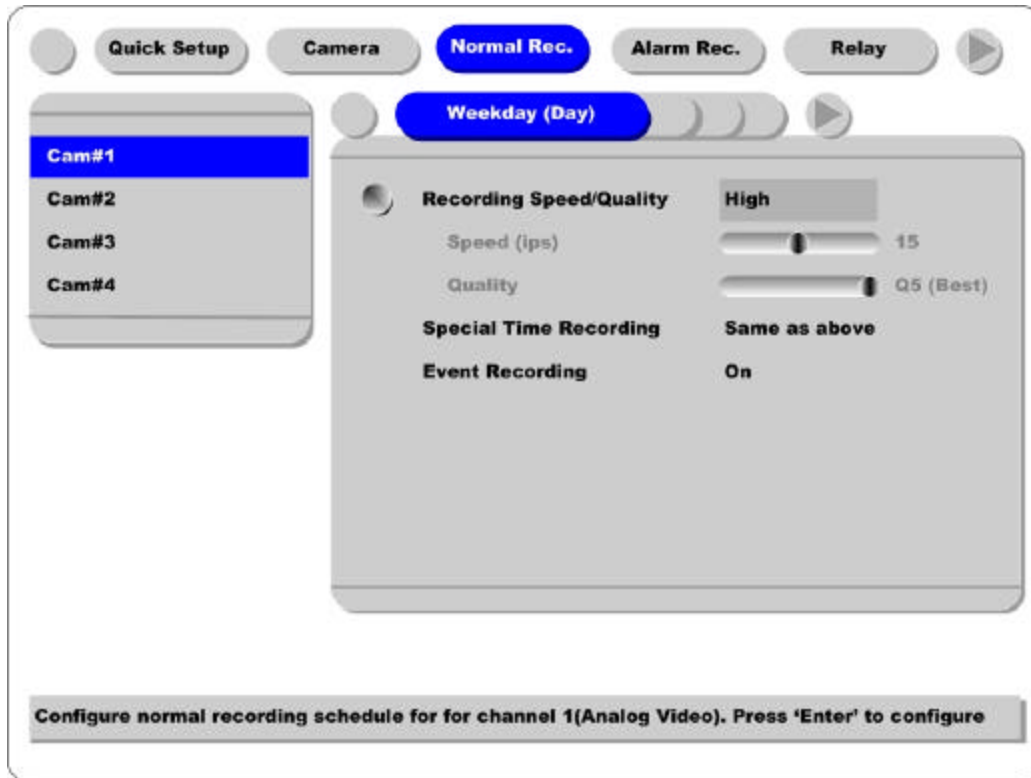 Quick Setup Camera Normal Rec. Alarm Rec. Relay
Weekday (Day)
Cam#1
Cam#2
Cam#3
Cam#4
Recording Speed/Quality High
Speed (ips) 15
Quality Q5 (Best)
Special Time Recording Same as above
Event Recording On
Configure normal recording schedule for for channel 1(Analog Video). Press ‘Enter’ to configure